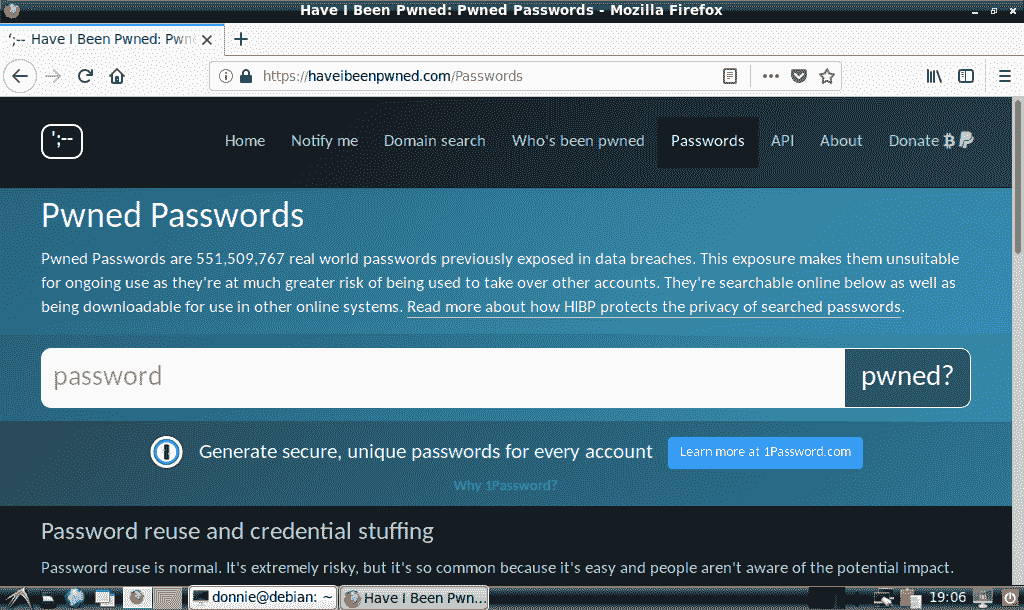 Have I Been Pwned: Pwned Passwords - Mozilla Firefox
';-- Have I Been Pwned: Pwn
https://haveibeenpwned.com/Passwords
';--
Home Notify me Domain search Who's been pwned Passwords API About Donate
Pwned Passwords
Pwned Passwords are 551,509,767 real world passwords previously exposed in data breaches. This exposure makes them unsuitable
for ongoing use as they're at much greater risk of being used to take over other accounts. They're searchable online below as well as
being downloadable for use in other online systems. Read more about how HIBP protects the privacy of searched passwords.
password pwned?
Generate secure, unique passwords for every account Learn more at 1Password.com
Why 1Password?
Password reuse and credential stuffing
Password reuse is normal. It's extremely risky, but it's so common because it's easy and people aren't aware of the potential impact.
donnie@debian: ~ Have I Been Pwn... 19:06